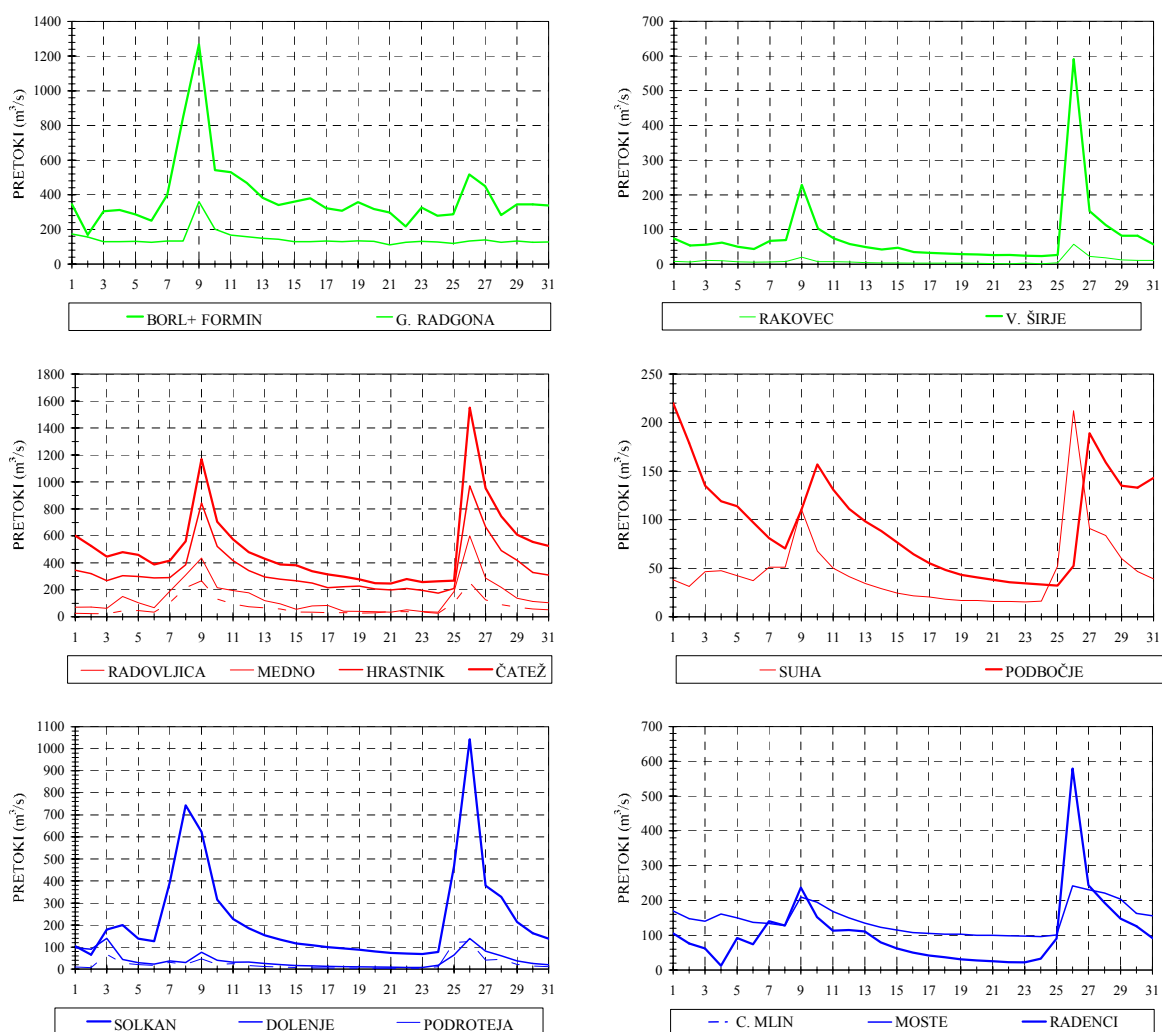 1400
1200
1000
800
600
400
200
0
PRETOKI (m³/s)
1 3 5 7 9 11 13 15 17 19 21 23 25 27 29 31
BORL+ FORMIN G. RADGONA
700
600
500
400
300
200
100
0
PRETOKI (m³/s)
1 3 5 7 9 11 13 15 17 19 21 23 25 27 29 31
RAKOVEC V. ŠIRJE
1800
1600
1400
1200
1000
800
600
400
200
0
PRETOKI (m³/s)
1 3 5 7 9 11 13 15 17 19 21 23 25 27 29 31
RADOVLJICA MEDNO HRASTNIK ČATEŽ
250
200
150
100
50
0
PRETOKI (m³/s)
1 3 5 7 9 11 13 15 17 19 21 23 25 27 29 31
SUHA PODBOČJE
1100
1000
900
800
700
600
500
400
300
200
100
0
PRETOKI (m³/s)
1 3 5 7 9 11 13 15 17 19 21 23 25 27 29 31
SOLKAN DOLENJE PODROTEJA
700
600
500
400
300
200
100
0
PRETOKI (m³/s)
1 3 5 7 9 11 13 15 17 19 21 23 25 27 29 31
C. MLIN MOSTE RADENCI